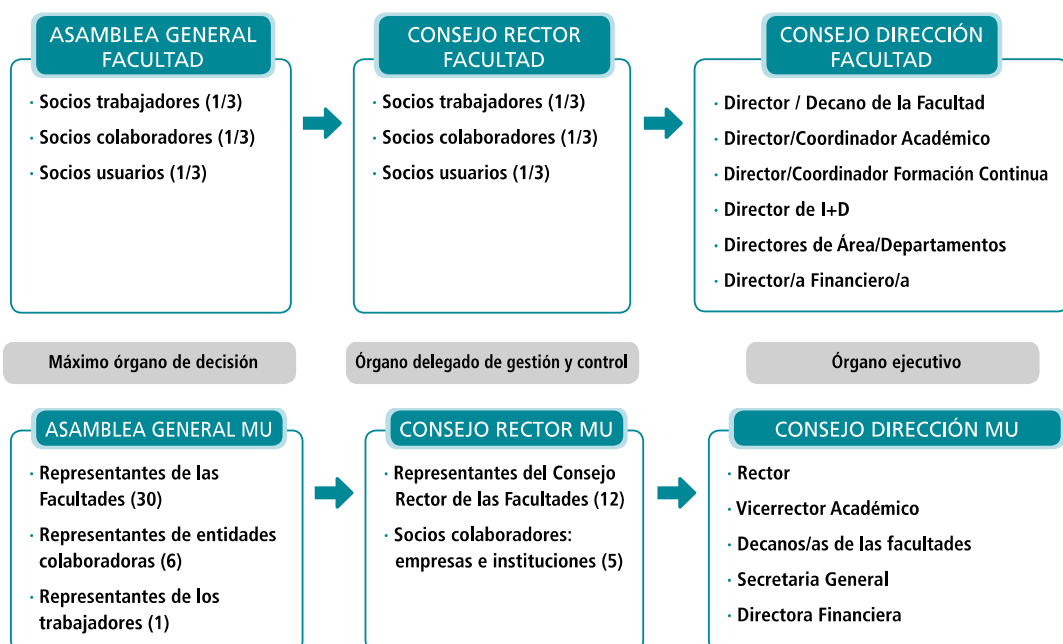 ASAMBLEA GENERAL
FACULTAD
· Socios trabajadores (1/3)
· Socios colaboradores (1/3)
· Socios usuarios (1/3)
CONSEJO RECTOR
FACULTAD
· Socios trabajadores (1/3)
· Socios colaboradores (1/3)
· Socios usuarios (1/3)
CONSEJO DIRECCIÓN
FACULTAD
· Director / Decano de la Facultad
· Director/Coordinador Académico
· Director/Coordinador Formación Continua
· Director de I+D
· Directores de Área/Departamentos
· Director/a Financiero/a
Máximo órgano de decisión
Órgano delegado de gestión y control
Órgano ejecutivo
ASAMBLEA GENERAL MU
· Representantes de las
Facultades (30)
· Representantes de entidades
colaboradoras (6)
· Representantes de los
trabajadores (1)
CONSEJO RECTOR MU
· Representantes del Consejo
Rector de las Facultades (12)
· Socios colaboradores:
empresas e instituciones (5)
CONSEJO DIRECCIÓN MU
· Rector
· Vicerrector Académico
· Decanos/as de las facultades
· Secretaria General
· Directora Financiera